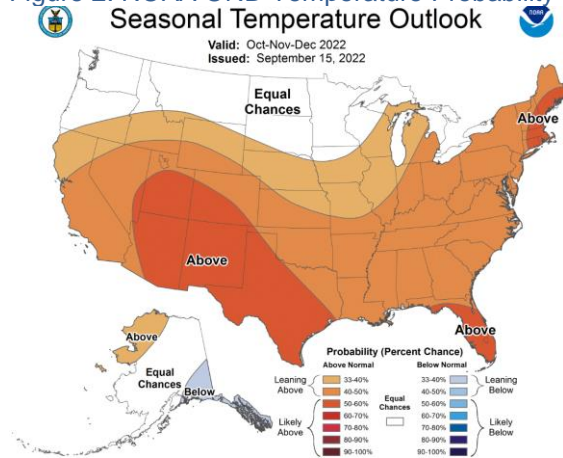 Seasonal Temperature Outlook
NOAA
Valid: Oct-Nov-Dec 2022
Issued: September 15, 2022
Equal
Chances
Above
Above
Above
Above
Equal
Chances
Below
Probability (Percent Chance)
Above Normal
Below Normal
Leaning
Above
33-40%
40-50%
Likely
Above
50-60%
60-70%
70-80%
80-90%
90-100%
Equal
Chances
33-40%
40-50%
Leaning
Below
50-60%
60-70%
70-80%
80-90%
90-100%
Likely
Below